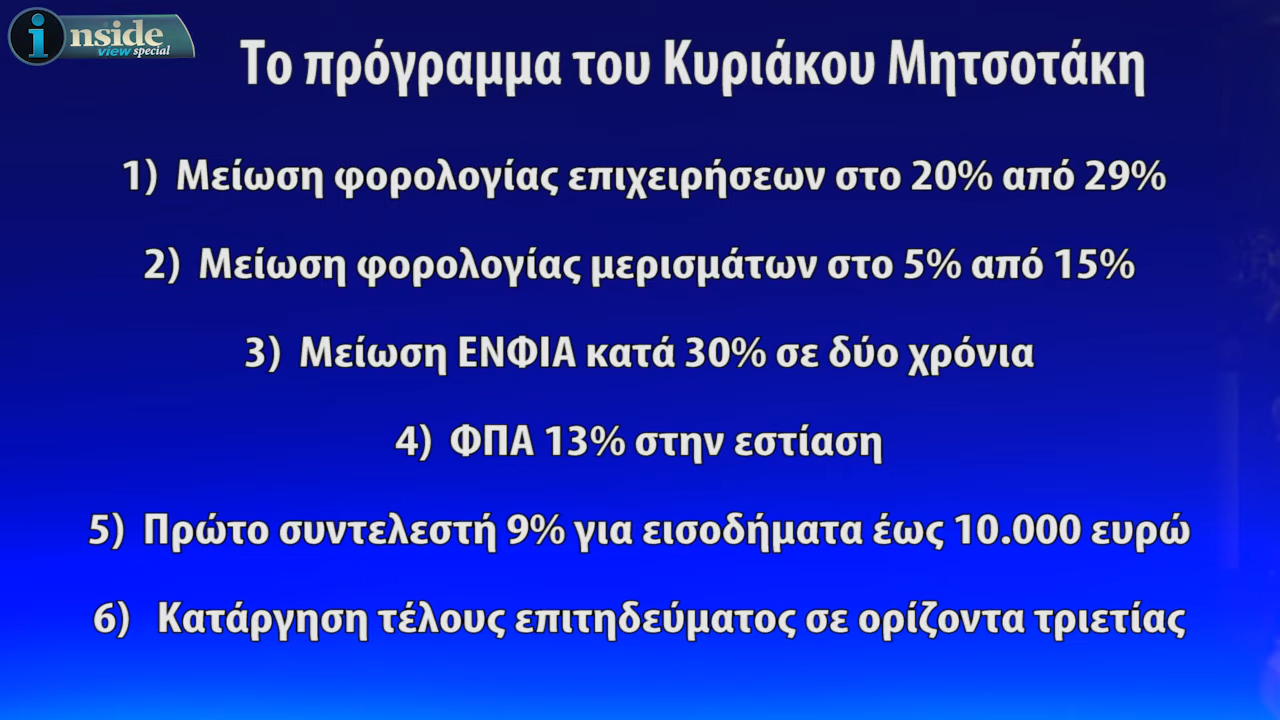 inside
view special
Το πρόγραμμα του Κυριάκου Μητσοτάκη
1) Μείωση φορολογίας επιχειρήσεων στο 20% από 29%
2) Μείωση φορολογίας μερισμάτων στο 5% από 15%
3) Μείωση ΕΝΦΙΑ κατά 30% σε δύο χρόνια
4) ΦΠΑ 13% στην εστίαση
5) Πρώτο συντελεστή 9% για εισοδήματα έως 10.000 ευρώ
6) Κατάργηση τέλους επιτηδεύματος σε ορίζοντα τριετίας